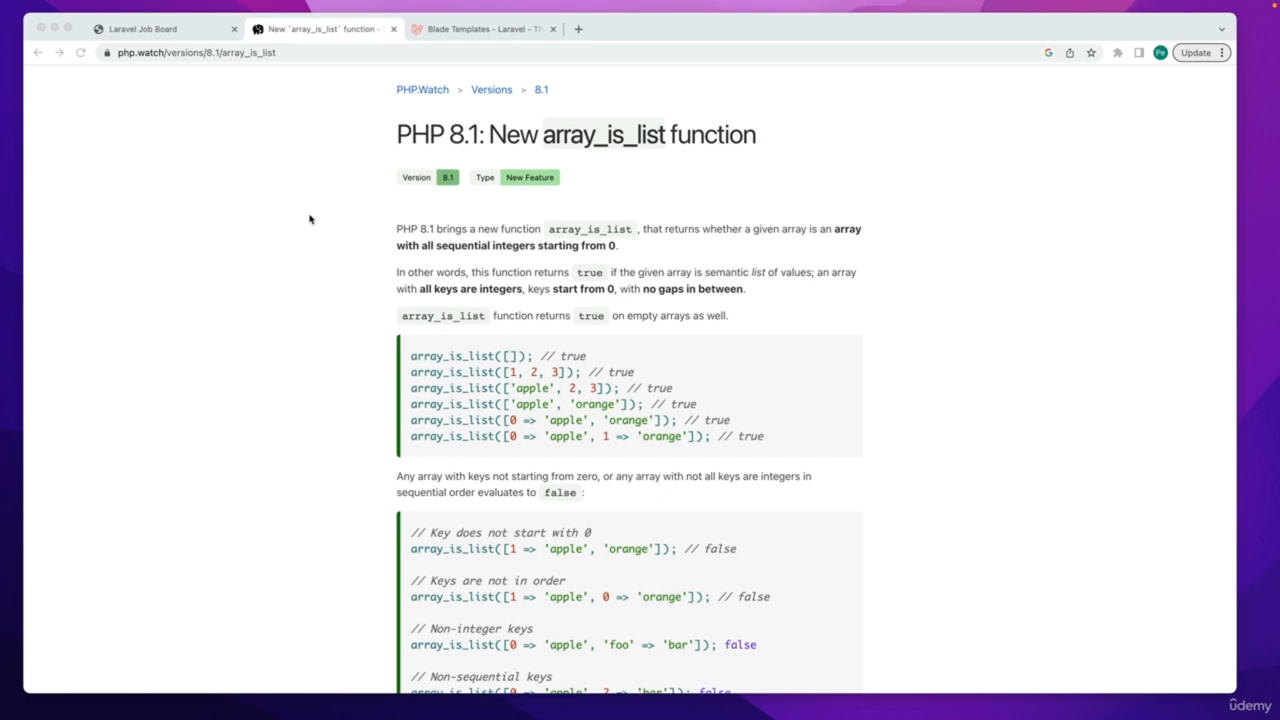 Laravel Job Board
New `array_is_list` function -
Blade Templates - Laravel - Th
php.watch/versions/8.1/array_is_list
Pe
Update
PHP.Watch > Versions > 8.1
PHP 8.1: New array_is_list function
Version 8.1 Type New Feature
PHP 8.1 brings a new function array_is_list , that returns whether a given array is an array
with all sequential integers starting from 0.
In other words, this function returns true if the given array is semantic list of values; an array
with all keys are integers, keys start from 0, with no gaps in between.
array_is_list function returns true on empty arrays as well.
array_is_list([]); // true
array_is_list([1, 2, 3]); // true
array_is_list(['apple', 2, 3]); // true
array_is_list(['apple', 'orange']); // true
array_is_list([0 => 'apple', 'orange']); // true
array_is_list([0 => 'apple', 1 => 'orange']); // true
Any array with keys not starting from zero, or any array with not all keys are integers in
sequential order evaluates to false :
// Key does not start with 0
array_is_list([1 => 'apple', 'orange']); // false
// Keys are not in order
array_is_list([1 => 'apple', 0 => 'orange']); // false
// Non-integer keys
array_is_list([0 => 'apple', 'foo' => 'bar']); false
// Non-sequential keys
array_is_list([0 => 'apple', 2 => 'bar']); false
ûdemy